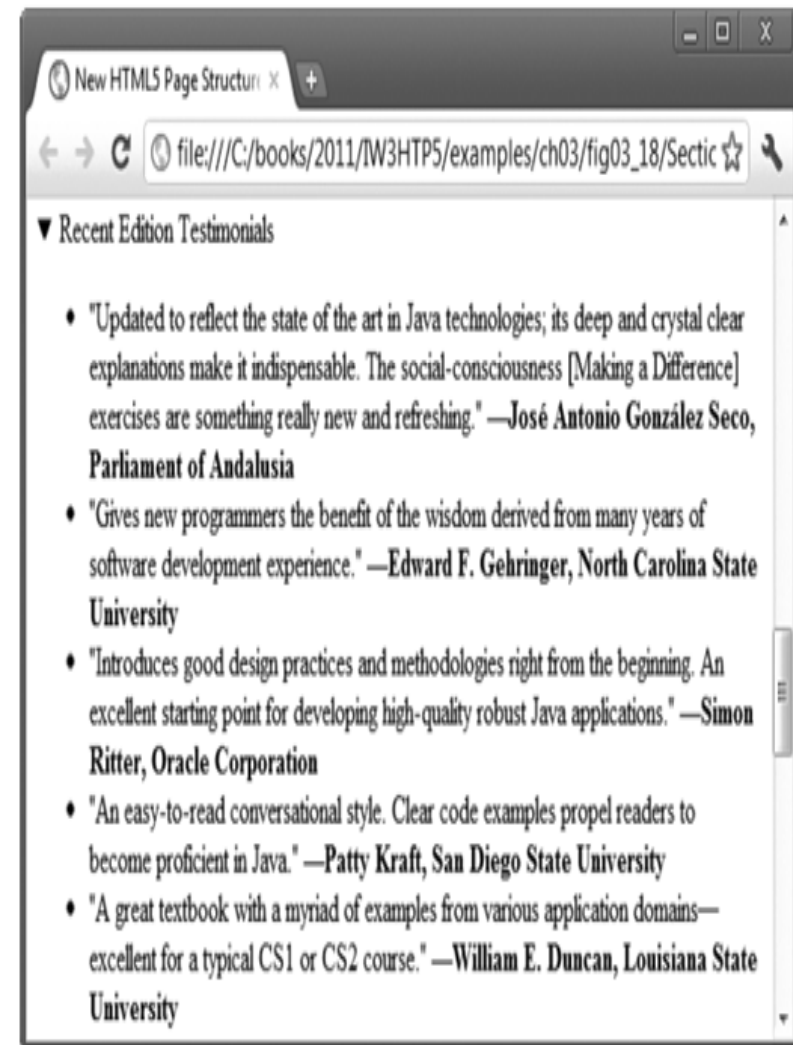 X
New HTML5 Page Structur
file:///C:/books/2011/IW3HTP5/examples/ch03/fig03_18/Sectic
▼ Recent Edition Testimonials
• "Updated to reflect the state of the art in Java technologies; its deep and crystal clear
explanations make it indispensable. The social-consciousness [Making a Difference]
exercises are something really new and refreshing." —José Antonio González Seco,
Parliament of Andalusia
• "Gives new programmers the benefit of the wisdom derived from many years of
software development experience." —Edward F. Gehringer, North Carolina State
University
• "Introduces good design practices and methodologies right from the beginning. An
excellent starting point for developing high-quality robust Java applications." —Simon
Ritter, Oracle Corporation
• "An easy-to-read conversational style. Clear code examples propel readers to
become proficient in Java." —Patty Kraft, San Diego State University
• "A great textbook with a myriad of examples from various application domains—
excellent for a typical CS1 or CS2 course." —William E. Duncan, Louisiana State
University